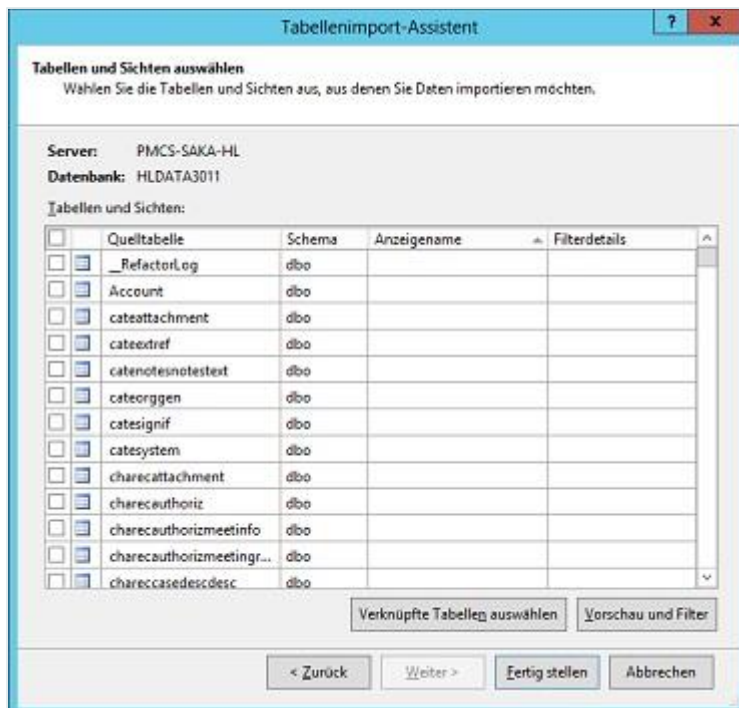 Tabellenimport-Assistent
?
x
Tabellen und Sichten auswählen
Wählen Sie die Tabellen und Sichten aus, aus denen Sie Daten importieren möchten.
Server: PMCS-SAKA-HL
Datenbank: HLDATA3011
Tabellen und Sichten:
Quelltabelle Schema Anzeigename Filterdetails
__RefactorLog dbo
Account dbo
cateattachment dbo
cateextref dbo
catenotesnotestext dbo
cateorggen dbo
catesignif dbo
catesystem dbo
charecattachment dbo
charecauthoriz dbo
charecauthorizmeetinfo dbo
charecauthorizmeetingr... dbo
chareccasedescdesc dbo
Verknüpfte Tabellen auswählen Vorschau und Filter
< Zurück Weiter > Fertig stellen Abbrechen